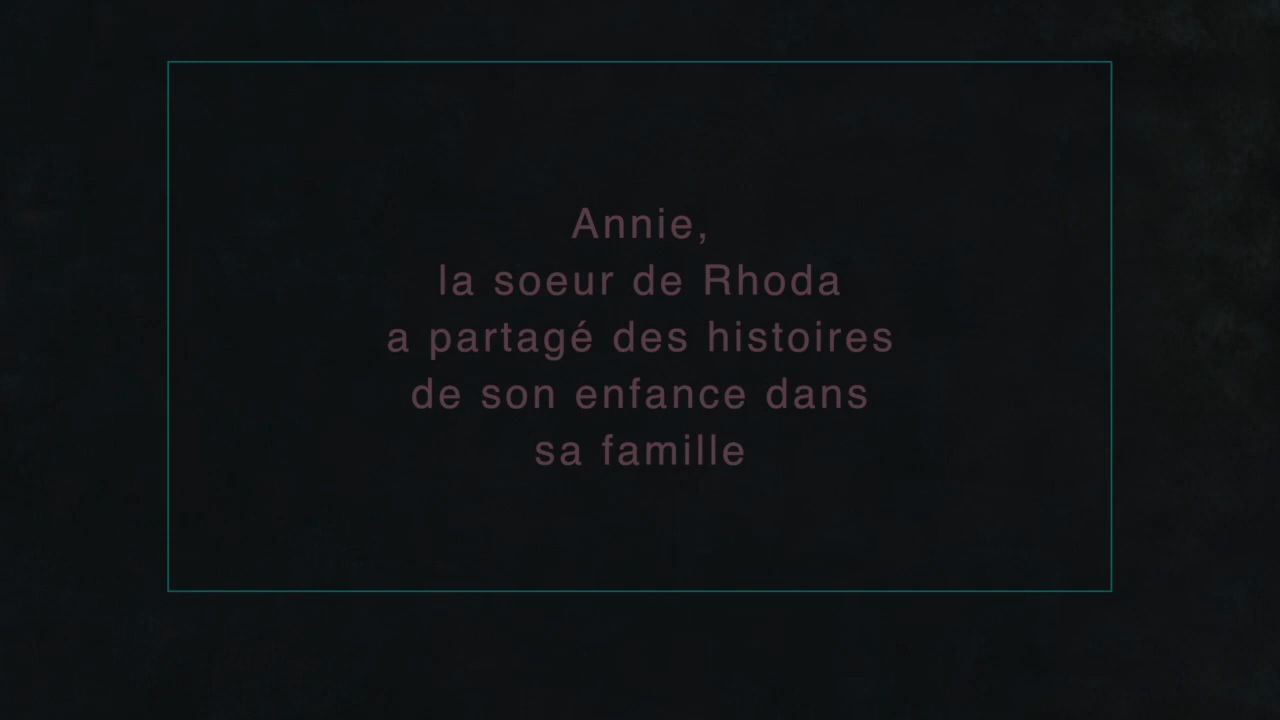 Annie,
la soeur de Rhoda
a partagé des histoires
de son enfance dans
sa famille